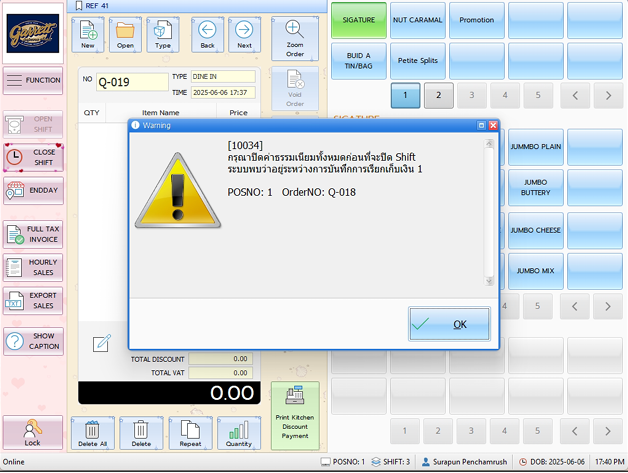 Garrett
REF 41
New
Open
Type
Back
Next
Zoom
Order
SIGATURE
NUT CARAMAL
Promotion
BUID A
TIN/BAG
Petite Splits
FUNCTION
NO Q-019
TYPE DINE IN
TIME 2025-06-06 17:37
Void
Order
1 2 3 4 5
QTY Item Name Price
SIGATURE
OPEN
SHIFT
CLOSE
SHIFT
ENDDAY
FULL TAX
INVOICE
HOURLY
SALES
EXPORT
SALES
TXT
SHOW
CAPTION
Lock
Warning
[10034]
กรุณาปิดค่าธรรมเนียมทั้งหมดก่อนที่จะปิด Shift
ระบบพบว่าอยู่ระหว่างการบันทึกการเรียกเก็บเงิน 1
POSNO: 1 OrderNO: Q-018
OK
JUMMBO PLAIN
JUMBO
BUTTERY
JUMBO CHEESE
JUMBO MIX
4 5
TOTAL DISCOUNT 0.00
TOTAL VAT 0.00
0.00
Print Kitchen
Discount
Payment
Delete All
Delete
Repeat
Quantity
1 2 3 4 5
Online
POSNO: 1
SHIFT: 3
Surapun Penchamrush
DOB: 2025-06-06
17:40 PM